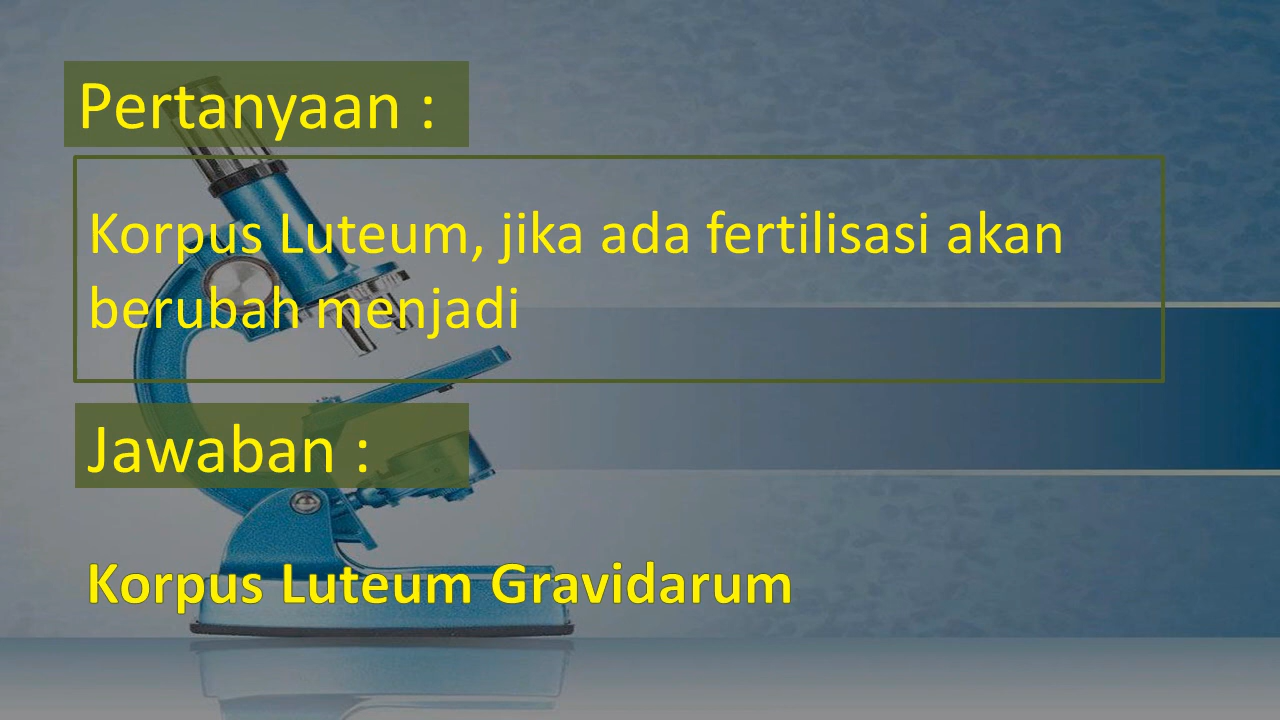 Pertanyaan :
Korpus Luteum, jika ada fertilisasi akan
berubah menjadi
Jawaban :
Korpus Luteum Gravidarum